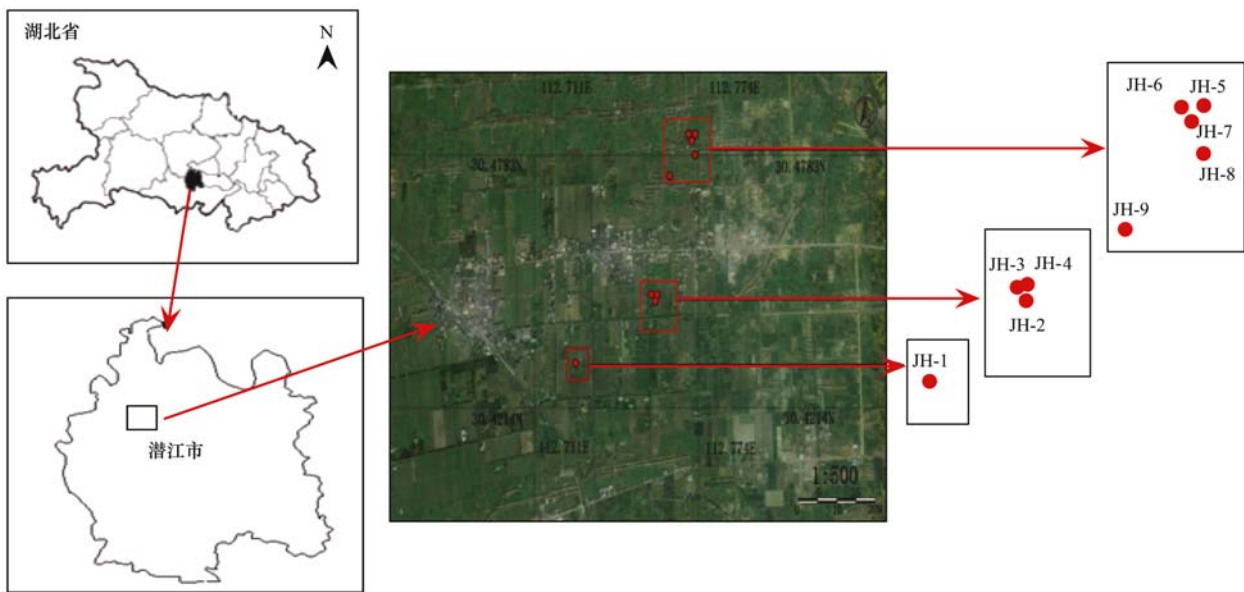 湖北省
N
潜江市
112.711E
112.774E
30.4783N
30.4783N
30.4214N
30.4214N
112.711E
112.774E
1:500
JH-6
JH-5
JH-7
JH-8
JH-9
JH-3
JH-4
JH-2
JH-1